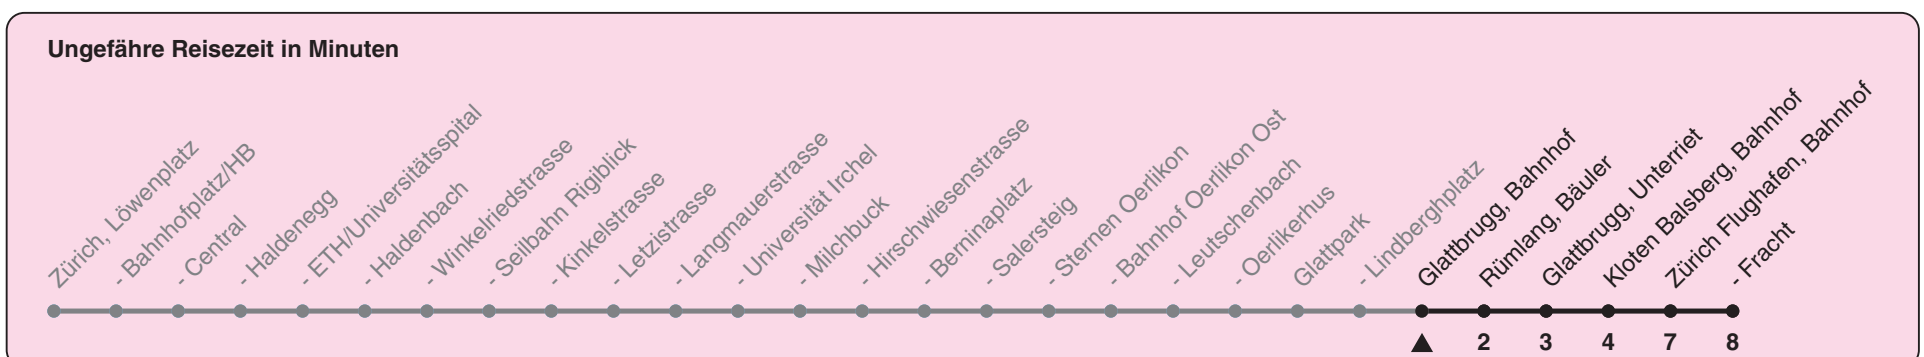 Ungefähre Reisezeit in Minuten
Zürich, Löwenplatz
- Bahnhofplatz/HB
- Central
- Haldenegg
- ETH/Universitätsspital
- Haldenbach
- Winkelriedstrasse
- Seilbahn Rigiblick
- Kinkelstrasse
- Letzistrasse
- Langmauerstrasse
- Universität Irchel
- Milchbuck
- Hirschwiesenstrasse
- Berninaplatz
- Salersteig
- Sternen Oerlikon
- Bahnhof Oerlikon Ost
- Leutschenbach
- Oerlikerhus
Glattpark
- Lindberghplatz
Glattbrugg, Bahnhof
Rümlang, Bäuler
Glattbrugg, Unterriet
Kloten Balsberg, Bahnhof
Zürich Flughafen, Bahnhof
- Fracht
2 3 4 7 8